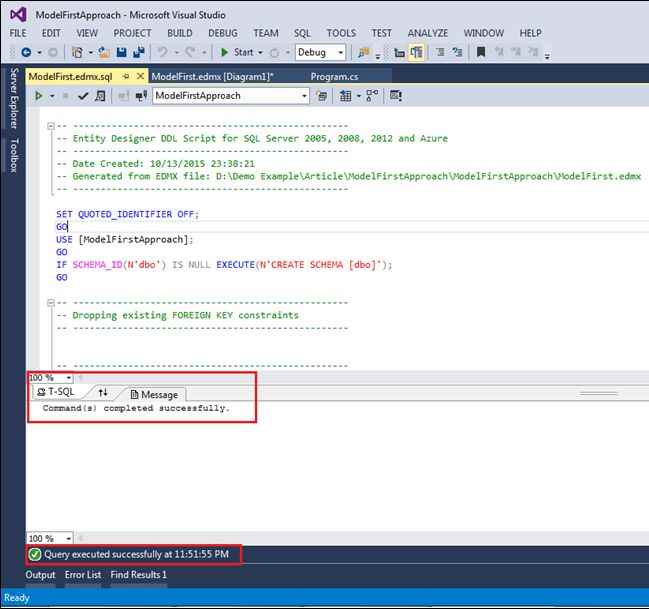 ModelFirstApproach - Microsoft Visual Studio
FILE EDIT VIEW PROJECT BUILD DEBUG TEAM SQL TOOLS TEST ANALYZE WINDOW HELP
Start Debug
Server Explorer
Toolbox
ModelFirst.edmx.sql ModelFirst.edmx [Diagram1]* Program.cs
ModelFirstApproach
-- --------------------------------------------------
-- Entity Designer DDL Script for SQL Server 2005, 2008, 2012 and Azure
-- --------------------------------------------------
-- Date Created: 10/13/2015 23:38:21
-- Generated from EDMX file: D:\Demo Example\Article\ModelFirstApproach\ModelFirstApproach\ModelFirst.edmx
-- --------------------------------------------------
SET QUOTED_IDENTIFIER OFF;
GO
USE [ModelFirstApproach];
GO
IF SCHEMA_ID(N'dbo') IS NULL EXECUTE(N'CREATE SCHEMA [dbo]');
GO
-- --------------------------------------------------
-- Dropping existing FOREIGN KEY constraints
-- --------------------------------------------------
-- --------------------------------------------------
100 %
T-SQL Message
Command(s) completed successfully.
100 %
Query executed successfully at 11:51:55 PM
Output Error List Find Results 1
Ready